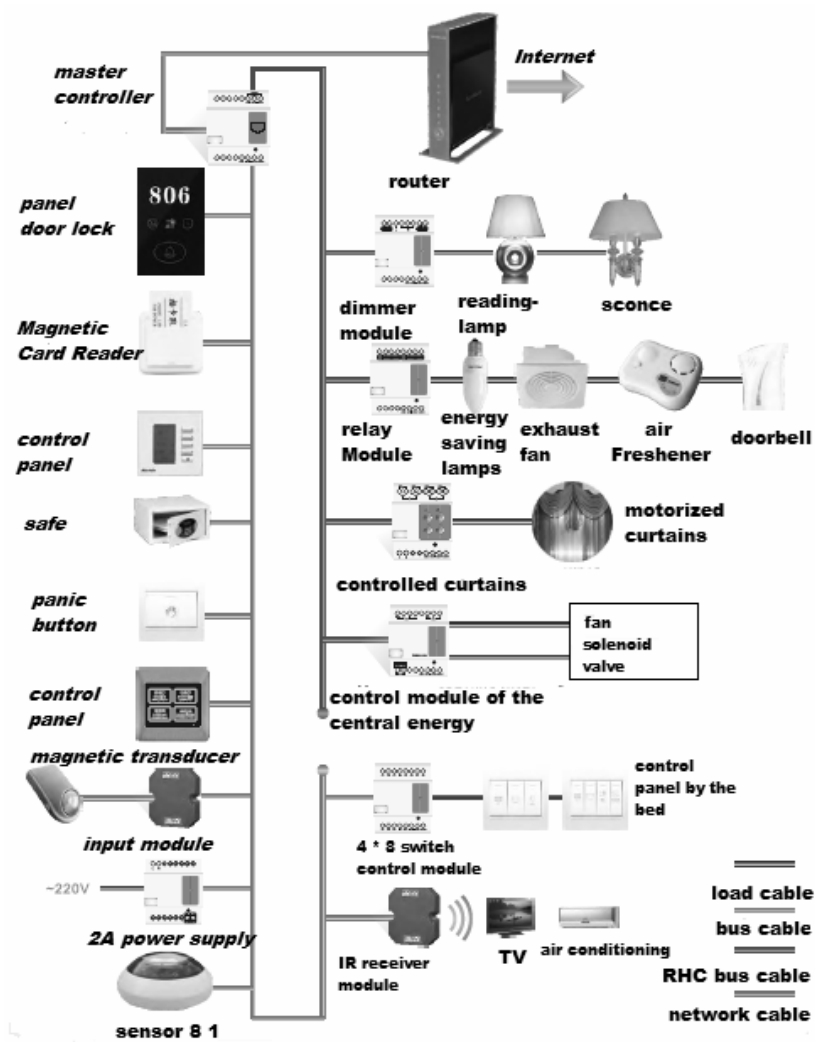 Internet
master
controller
router
806
panel
door lock
dimmer
module
reading-
lamp
sconce
Magnetic
Card Reader
relay
Module
energy
saving
lamps
exhaust
fan
air
Freshener
doorbell
control
panel
safe
motorized
curtains
controlled curtains
panic
button
fan
solenoid
valve
control
panel
control module of the
central energy
magnetic transducer
input module
control
panel by the
bed
4 * 8 switch
control module
~220V
2A power supply
IR receiver
module
TV
air conditioning
load cable
bus cable
RHC bus cable
network cable
sensor 8 1